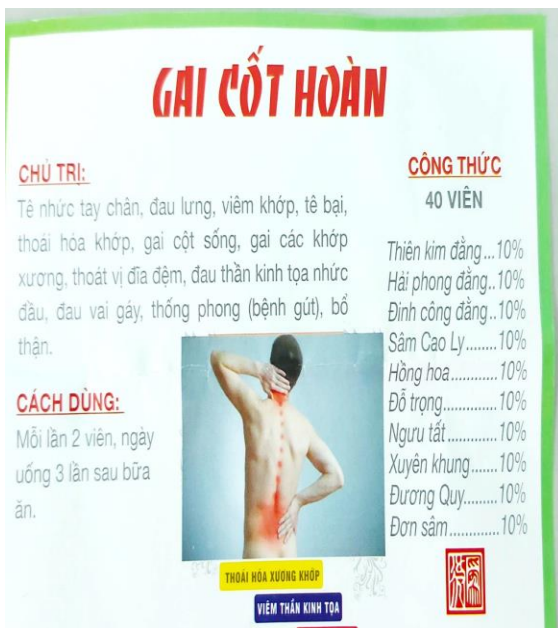 GAI CỐT HOÀN
CHỦ TRỊ:
Tê nhức tay chân, đau lưng, viêm khớp, tê bại,
thoái hóa khớp, gai cột sống, gai các khớp
xương, thoát vị đĩa đệm, đau thần kinh tọa nhức
đầu, đau vai gáy, thống phong (bệnh gút), bổ
thận.
CÁCH DÙNG:
Mỗi lần 2 viên, ngày
uống 3 lần sau bữa
ăn.
CÔNG THỨC
40 VIÊN
Thiên kim đằng...10%
Hải phong đằng..10%
Đinh công đằng..10%
Sâm Cao Ly........10%
Hồng hoa............10%
Đỗ trọng.............10%
Ngưu tất.............10%
Xuyên khung.......10%
Đương Quy.........10%
Đơn sâm.............10%
THOÁI HÓA XƯƠNG KHỚP
VIÊM THẦN KINH TỌA